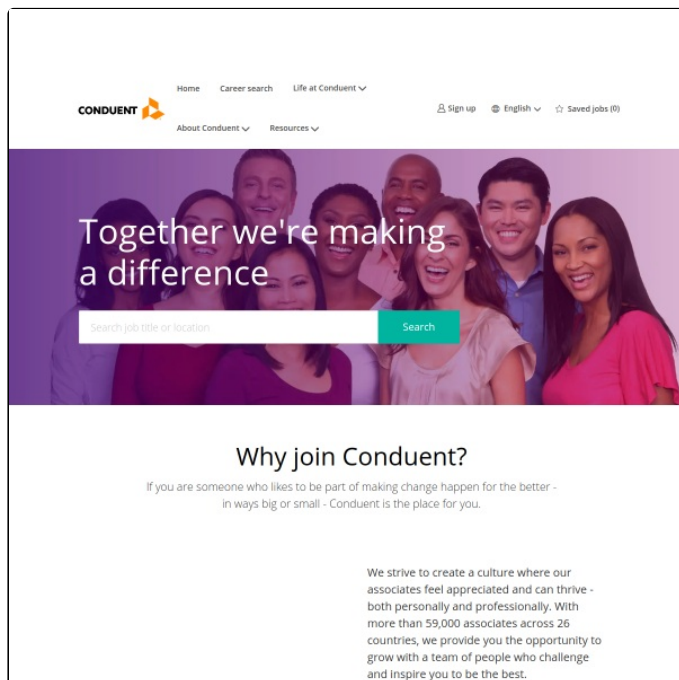 Home Career search Life at Conduent
CONDUENT
Sign up English Saved jobs (0)
About Conduent Resources
Together we're making
a difference
Search job title or location Search
Why join Conduent?
If you are someone who likes to be part of making change happen for the better -
in ways big or small - Conduent is the place for you.
We strive to create a culture where our
associates feel appreciated and can thrive -
both personally and professionally. With
more than 59,000 associates across 26
countries, we provide you the opportunity to
grow with a team of people who challenge
and inspire you to be the best.